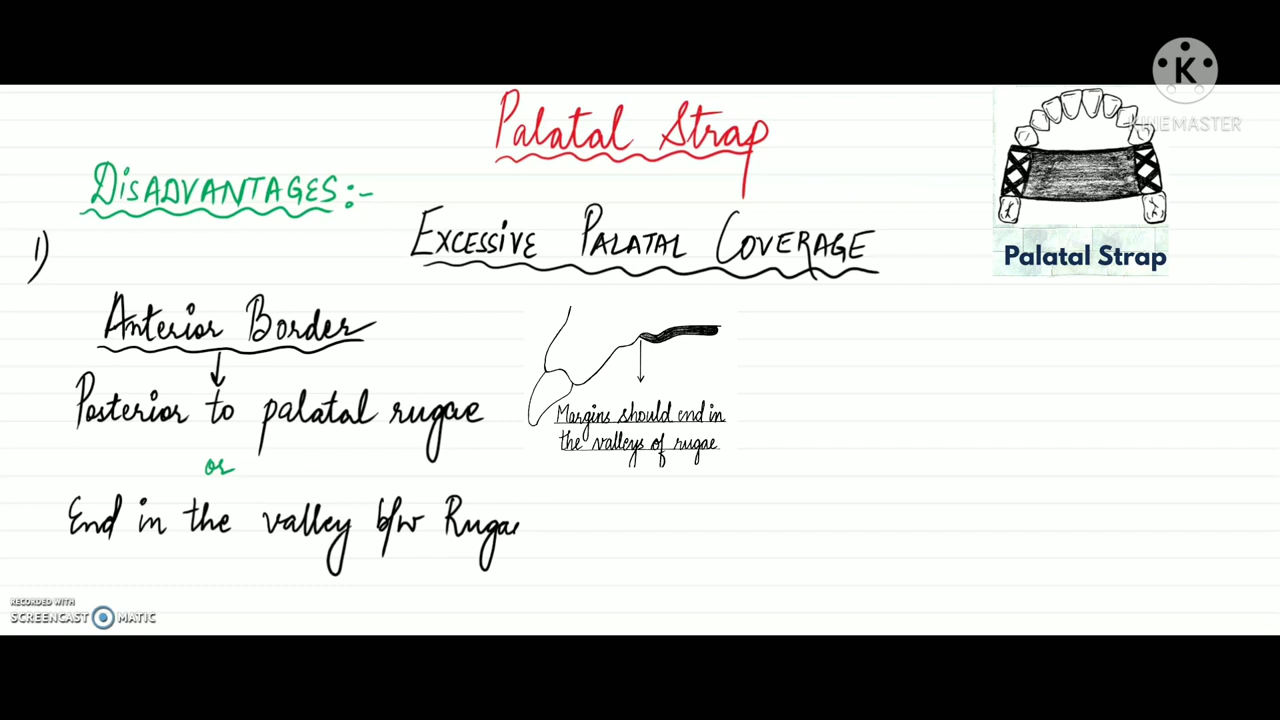 K
KINEMASTER
Palatal Strap
DISADVANTAGES:-
1)
EXCESSIVE PALATAL COVERAGE
Palatal Strap
Anterior Border
Posterior to palatal rugae
or
End in the valley b/w Rugae
Margins should end in
the valleys of rugae
RECORDED WITH
SCREENCAST MATIC